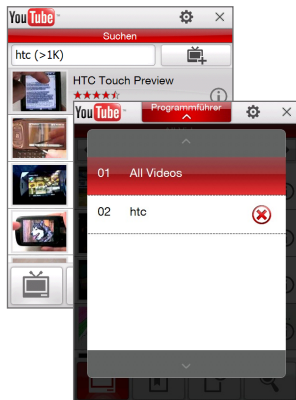 YouTube
Suchen
htc (>1K)
HTC Touch Preview
YouTube
Programmführer
01 All Videos
02 htc